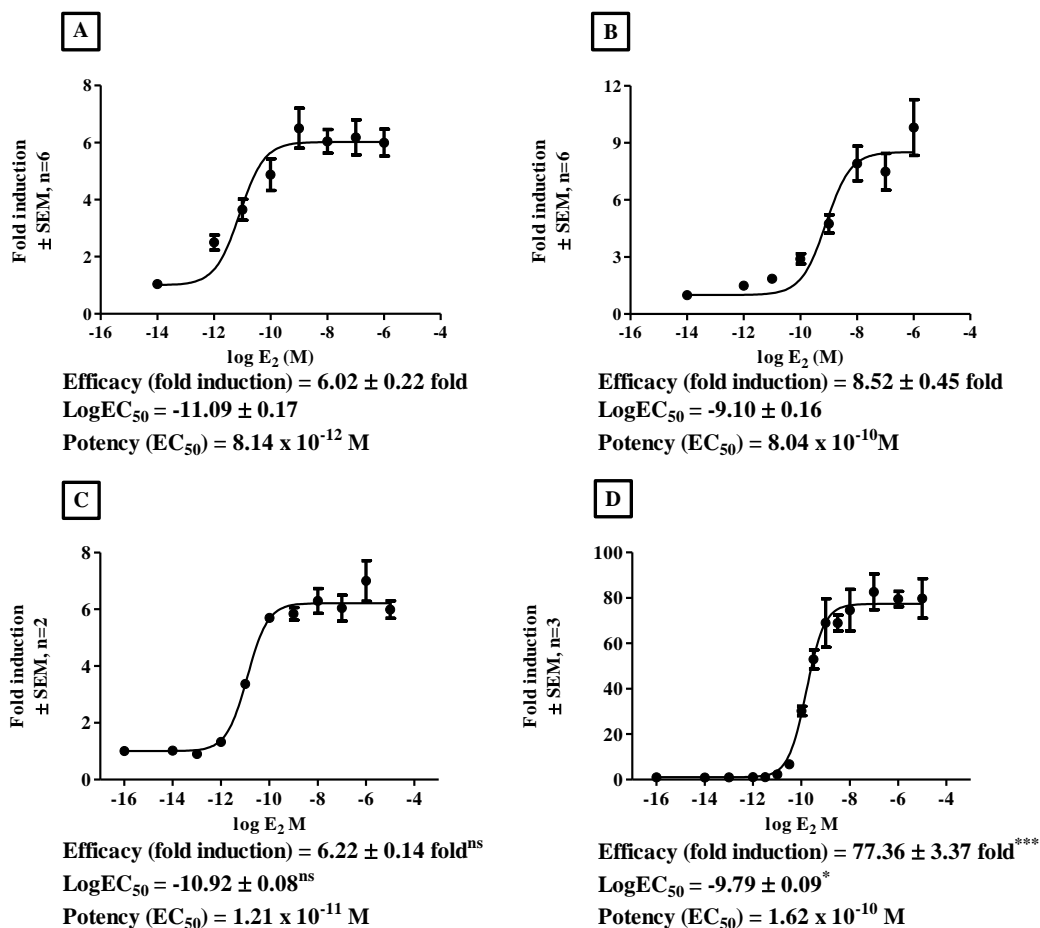 A
Fold induction
± SEM, n=6
8
6
4
2
0
-16 -14 -12 -10 -8 -6 -4
log E₂ (M)
Efficacy (fold induction) = 6.02 ± 0.22 fold
LogEC₅₀ = -11.09 ± 0.17
Potency (EC₅₀) = 8.14 x 10⁻¹² M
B
Fold induction
± SEM, n=6
12
9
6
3
0
-16 -14 -12 -10 -8 -6 -4
log E₂ (M)
Efficacy (fold induction) = 8.52 ± 0.45 fold
LogEC₅₀ = -9.10 ± 0.16
Potency (EC₅₀) = 8.04 x 10⁻¹⁰M
C
Fold induction
± SEM, n=2
8
6
4
2
0
-16 -14 -12 -10 -8 -6 -4
log E₂ M
Efficacy (fold induction) = 6.22 ± 0.14 foldⁿˢ
LogEC₅₀ = -10.92 ± 0.08ⁿˢ
Potency (EC₅₀) = 1.21 x 10⁻¹¹ M
D
Fold induction
± SEM, n=3
100
80
60
40
20
0
-16 -14 -12 -10 -8 -6 -4
log E₂ M
Efficacy (fold induction) = 77.36 ± 3.37 fold***
LogEC₅₀ = -9.79 ± 0.09*
Potency (EC₅₀) = 1.62 x 10⁻¹⁰ M